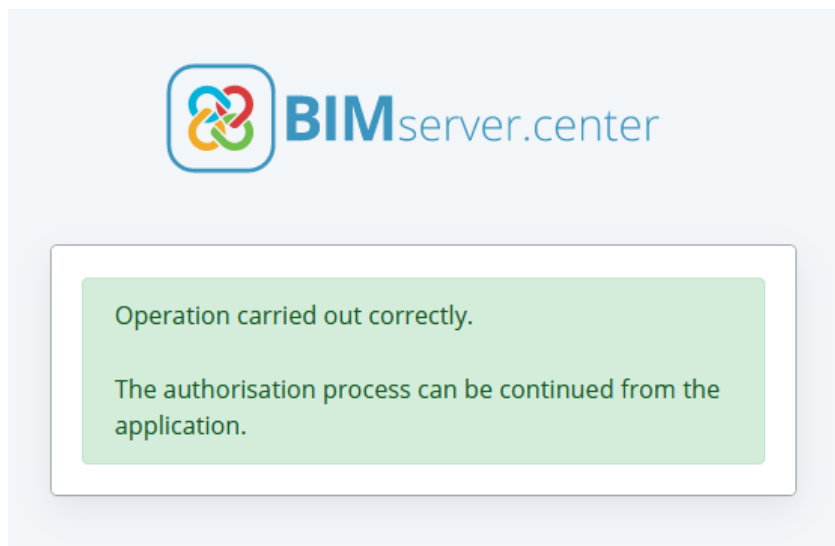 BIMserver.center
Operation carried out correctly.
The authorisation process can be continued from the
application.